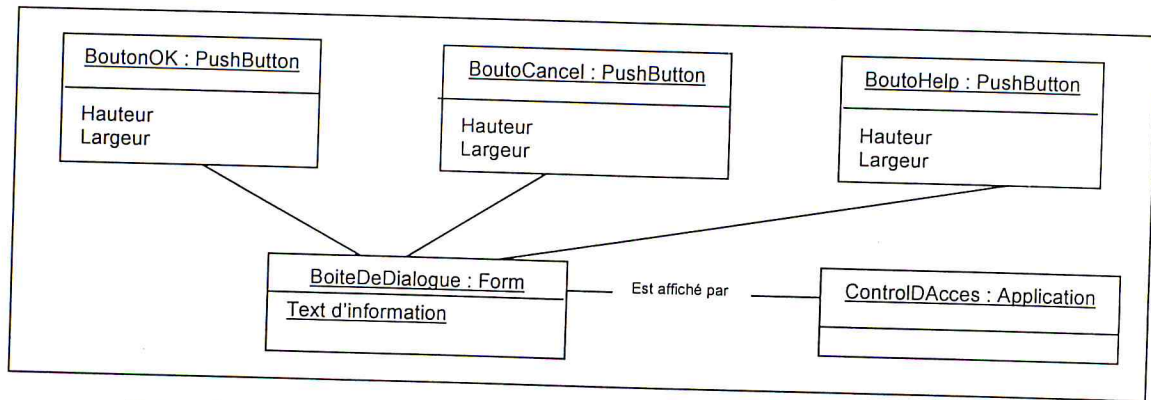 BoutonOK : PushButton
Hauteur
Largeur
BoutoCancel : PushButton
Hauteur
Largeur
BoutoHelp : PushButton
Hauteur
Largeur
BoiteDeDialogue : Form
Text d'information
Est affiché par
ControlDAcces : Application